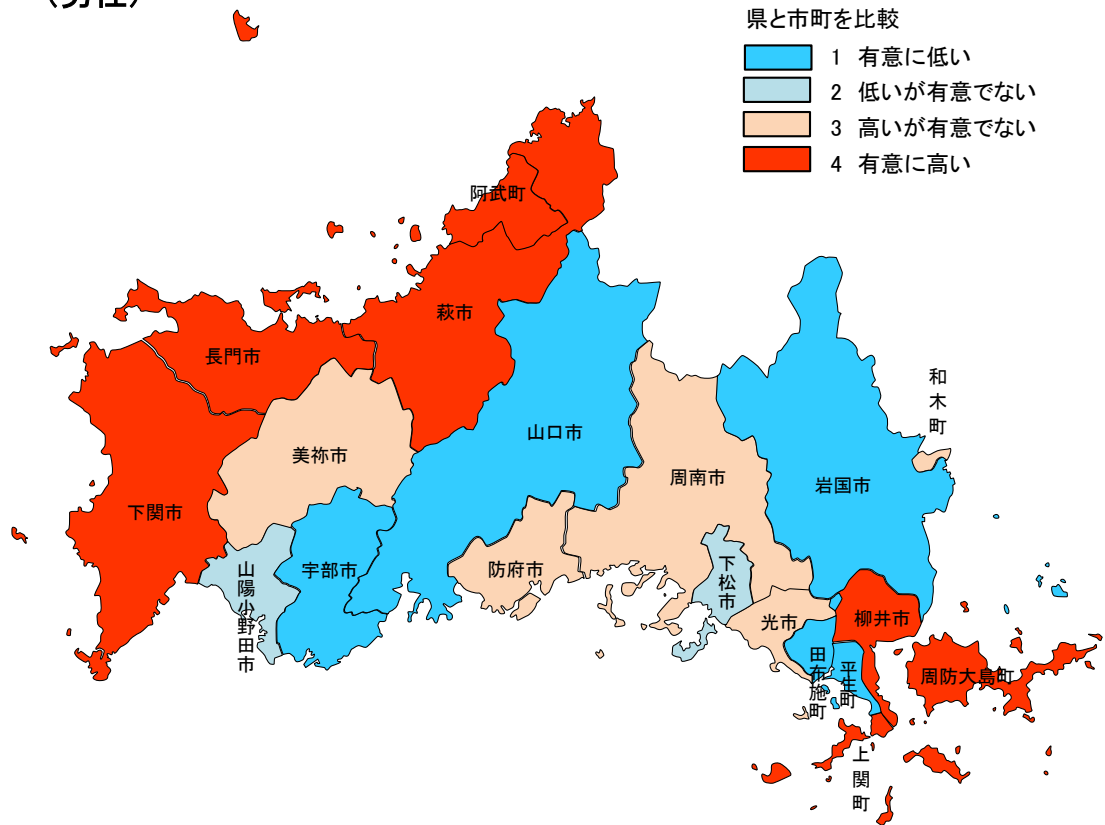 (男性)
県と市町を比較
1 有意に低い
2 低いが有意でない
3 高いが有意でない
4 有意に高い
阿武町
萩市
長門市
和木町
山口市
美祢市
周南市
岩国市
下関市
防府市
宇部市
山陽小野田市
下松市
光市
柳井市
田布施町
平生町
周防大島町
上関町